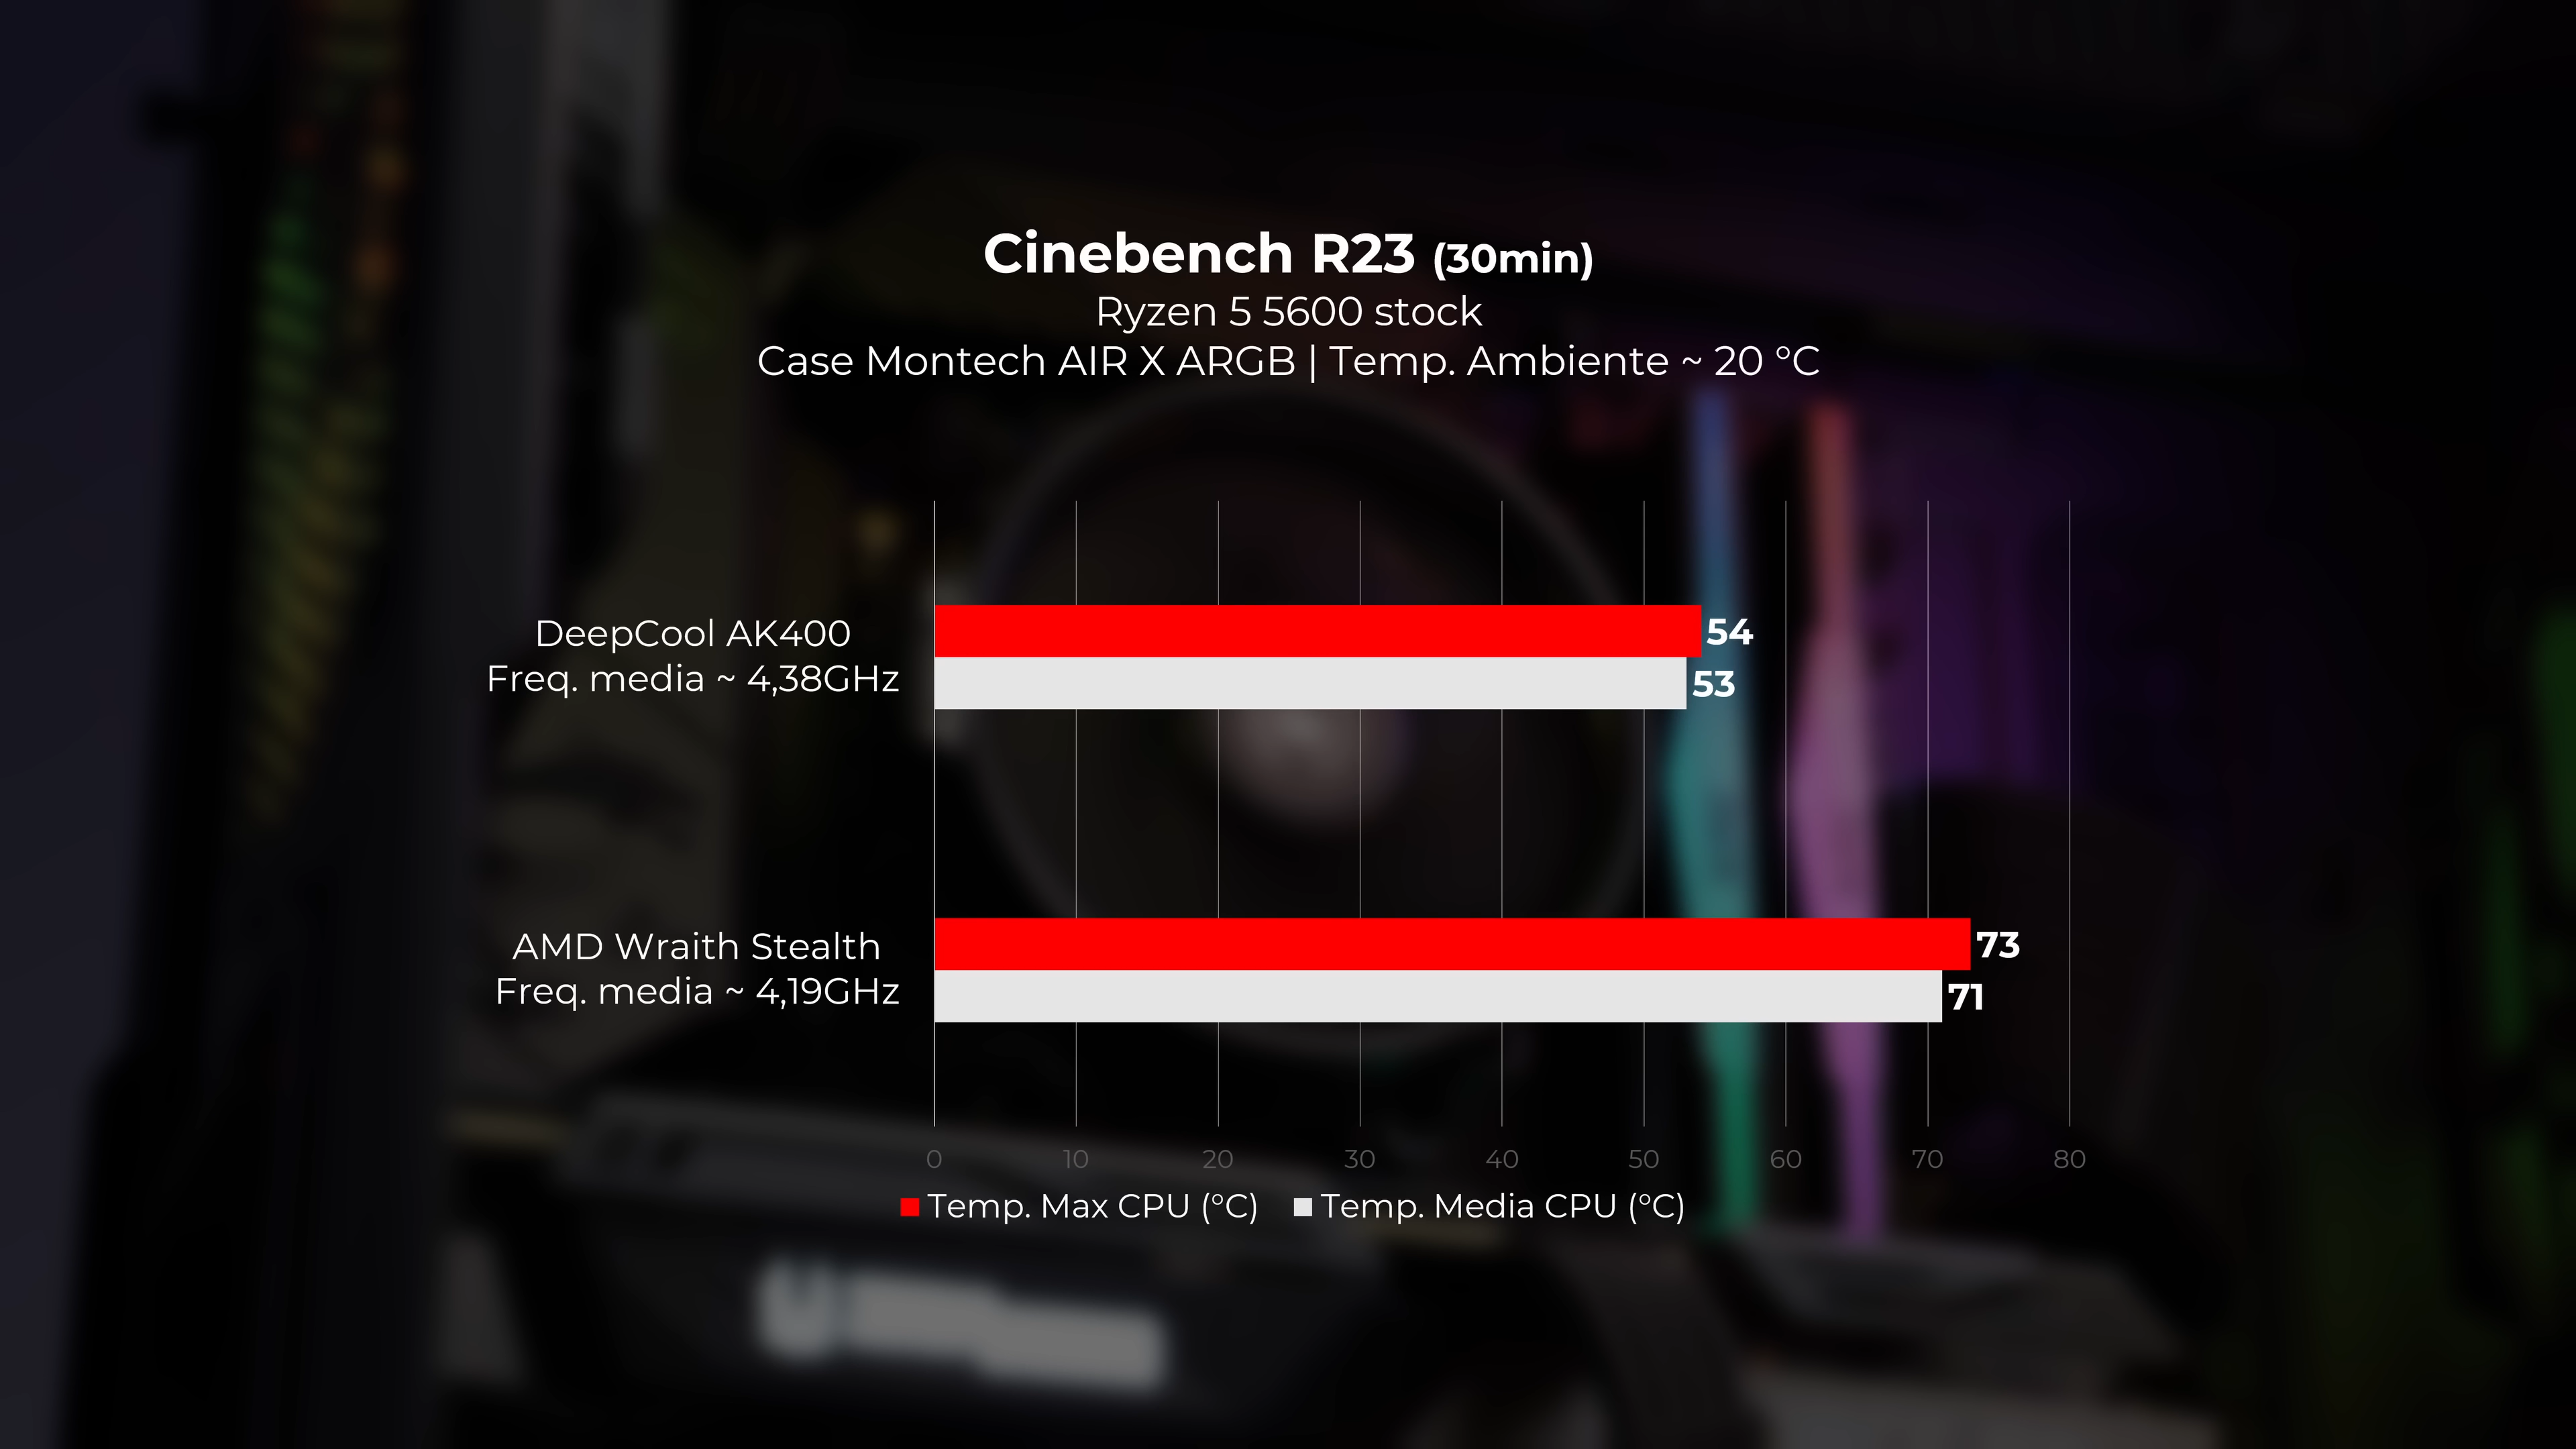 Cinebench R23 (30min)
Ryzen 5 5600 stock
Case Montech AIR X ARGB | Temp. Ambiente ~ 20 °C
DeepCool AK400
Freq. media ~ 4,38GHz
54
53
AMD Wraith Stealth
Freq. media ~ 4,19GHz
73
71
0 10 20 30 40 50 60 70 80
Temp. Max CPU (°C) Temp. Media CPU (°C)